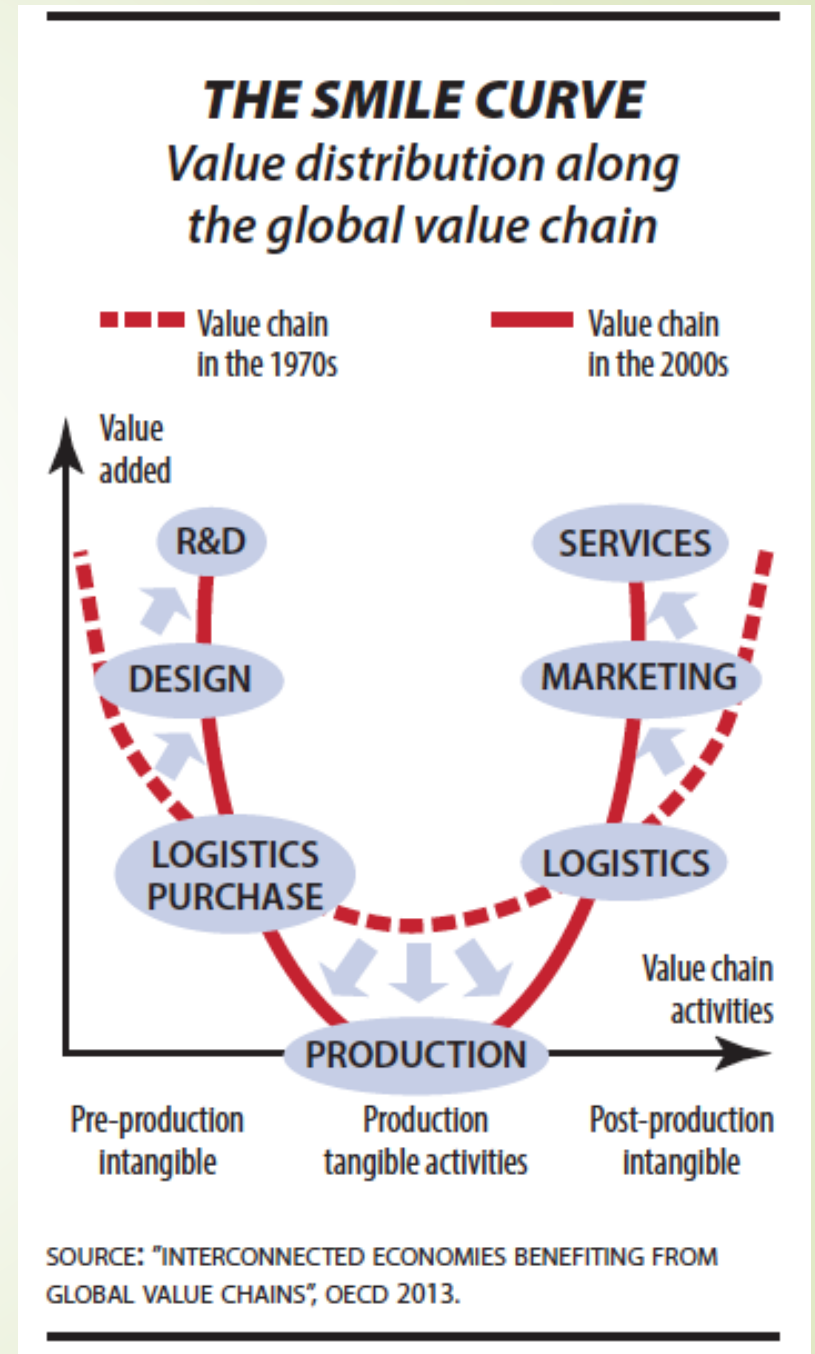 THE SMILE CURVE
Value distribution along
the global value chain
Value chain
in the 1970s
Value chain
in the 2000s
Value
added
R&D
SERVICES
DESIGN
MARKETING
LOGISTICS
PURCHASE
LOGISTICS
Value chain
activities
PRODUCTION
Pre-production
intangible
Production
tangible activities
Post-production
intangible
SOURCE: "INTERCONNECTED ECONOMIES BENEFITING FROM
GLOBAL VALUE CHAINS", OECD 2013.